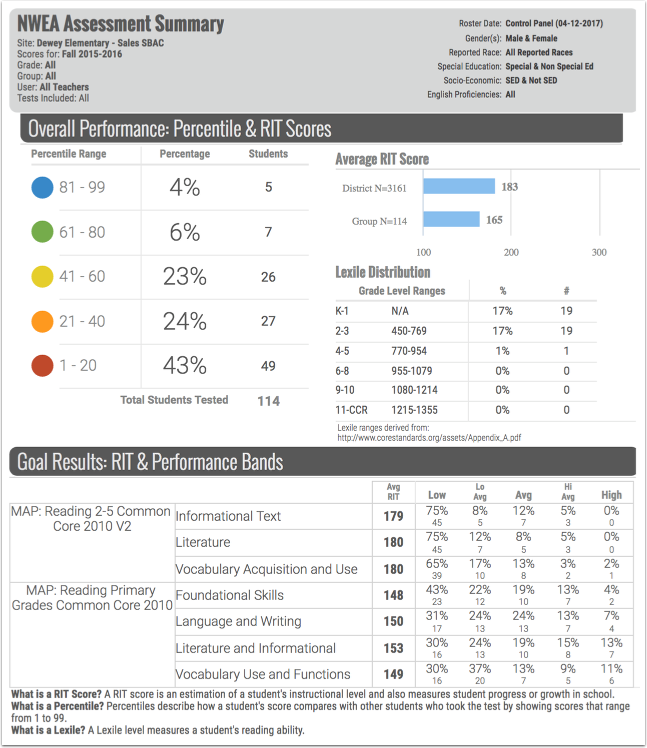 NWEA Assessment Summary
Site: Dewey Elementary - Sales SBAC
Scores for: Fall 2015-2016
Grade: All
Group: All
User: All Teachers
Tests Included: All
Roster Date: Control Panel (04-12-2017)
Gender(s): Male & Female
Reported Race: All Reported Races
Special Education: Special & Non Special Ed
Socio-Economic: SED & Not SED
English Proficiencies: All
Overall Performance: Percentile & RIT Scores
Percentile Range Percentage Students
81 - 99 4% 5
61 - 80 6% 7
41 - 60 23% 26
21 - 40 24% 27
1 - 20 43% 49
Total Students Tested 114
Average RIT Score
District N=3161 183
Group N=114 165
100 200 300
Lexile Distribution
Grade Level Ranges % #
K-1 N/A 17% 19
2-3 450-769 17% 19
4-5 770-954 1% 1
6-8 955-1079 0% 0
9-10 1080-1214 0% 0
11-CCR 1215-1355 0% 0
Lexile ranges derived from:
http://www.corestandards.org/assets/Appendix_A.pdf
Goal Results: RIT & Performance Bands
Avg RIT Low Lo Avg Avg Hi Avg High
MAP: Reading 2-5 Common Core 2010 V2
Informational Text 179 75% 8% 12% 5% 0%
45 5 7 3 0
Literature 180 75% 12% 8% 5% 0%
45 7 5 3 0
Vocabulary Acquisition and Use 180 65% 17% 13% 3% 2%
39 10 8 2 1
MAP: Reading Primary Grades Common Core 2010
Foundational Skills 148 43% 22% 19% 13% 4%
23 12 10 7 2
Language and Writing 150 31% 24% 24% 13% 7%
17 13 13 7 4
Literature and Informational 153 30% 24% 19% 15% 13%
16 13 10 8 7
Vocabulary Use and Functions 149 30% 37% 13% 9% 11%
16 20 7 5 6
What is a RIT Score? A RIT score is an estimation of a student's instructional level and also measures student progress or growth in school.
What is a Percentile? Percentiles describe how a student's score compares with other students who took the test by showing scores that range
from 1 to 99.
What is a Lexile? A Lexile level measures a student's reading ability.